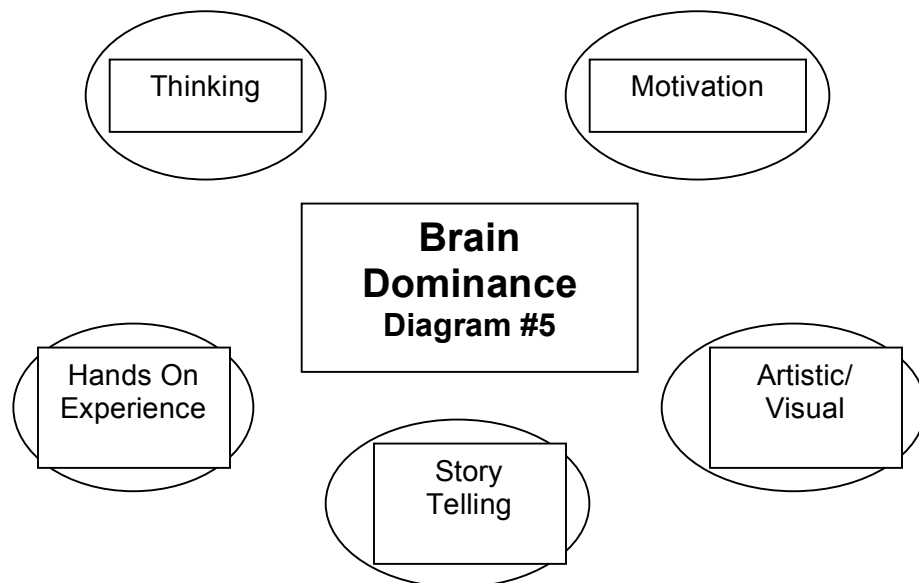 Thinking
Motivation
Brain
Dominance
Diagram #5
Hands On
Experience
Artistic/
Visual
Story
Telling